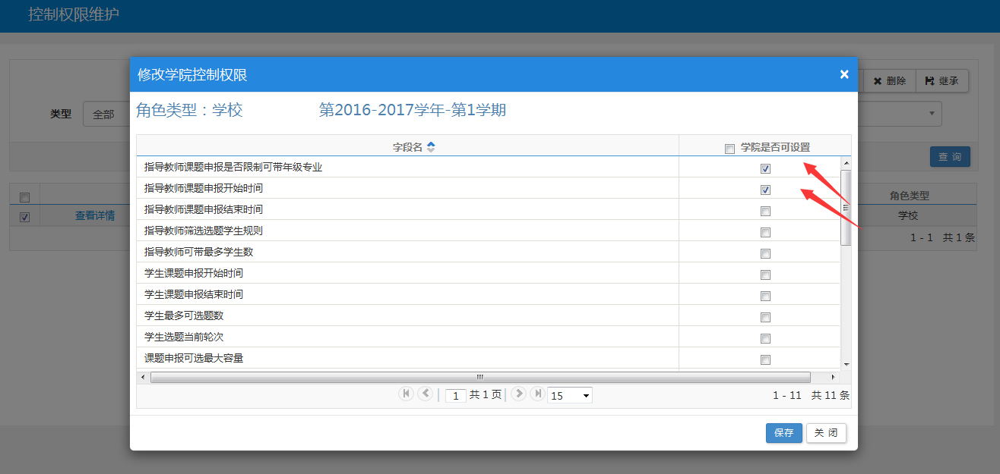 控制权限维护
修改学院控制权限
×
删除
继承
角色类型：学校
第2016-2017学年-第1学期
类型
全部
字段名
学院是否可设置
查 询
指导教师课题申报是否限制可带年级专业
指导教师课题申报开始时间
指导教师课题申报结束时间
指导教师筛选选题学生规则
指导教师可带最多学生数
学生课题申报开始时间
学生课题申报结束时间
学生最多可选题数
学生选题当前轮次
课题申报可选最大容量
查看详情
角色类型
学校
1 - 1 共 1 条
1 共 1 页
15
1 - 11 共 11 条
保存
关 闭